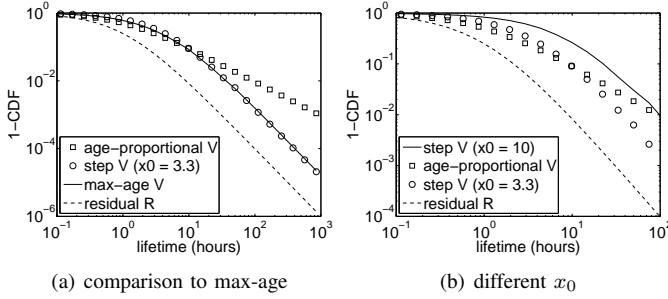 10^0
10^-2
10^-4
10^-6
1-CDF
age-proportional V
step V (x0 = 3.3)
max-age V
residual R
10^-1 10^0 10^1 10^2 10^3
lifetime (hours)
(a) comparison to max-age
10^0
10^-1
10^-2
10^-3
10^-4
1-CDF
step V (x0 = 10)
age-proportional V
step V (x0 = 3.3)
residual R
10^-1 10^0 10^1 10^2
lifetime (hours)
(b) different x0